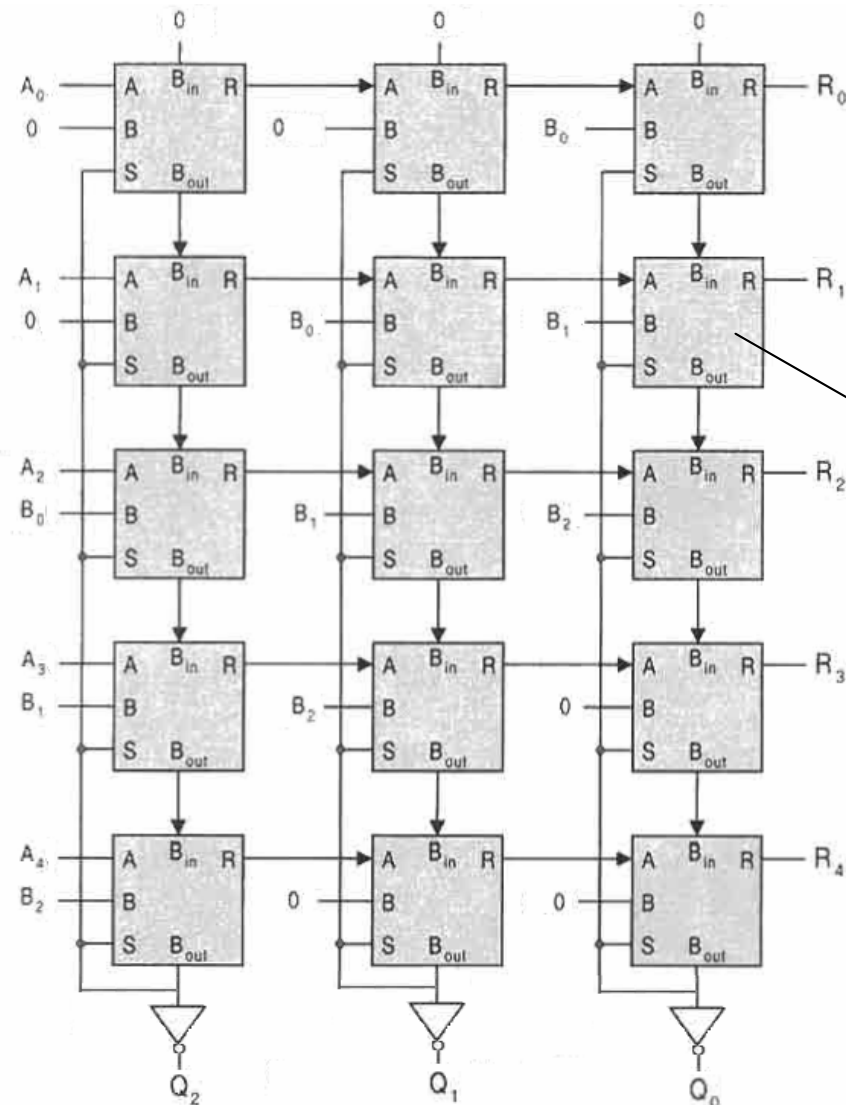 0 0 0
A₀ A Bin R A Bin R A Bin R R₀
0 B 0 B B₀ B
S Bout S Bout S Bout
A₁ A Bin R A Bin R A Bin R R₁
0 B B₀ B B₁ B
S Bout S Bout S Bout
A₂ A Bin R A Bin R A Bin R R₂
B₀ B B₁ B B₂ B
S Bout S Bout S Bout
A₃ A Bin R A Bin R A Bin R R₃
B₁ B B₂ B 0 B
S Bout S Bout S Bout
A₄ A Bin R A Bin R A Bin R R₄
B₂ B 0 B 0 B
S Bout S Bout S Bout
Q₂ Q₁ Q₀